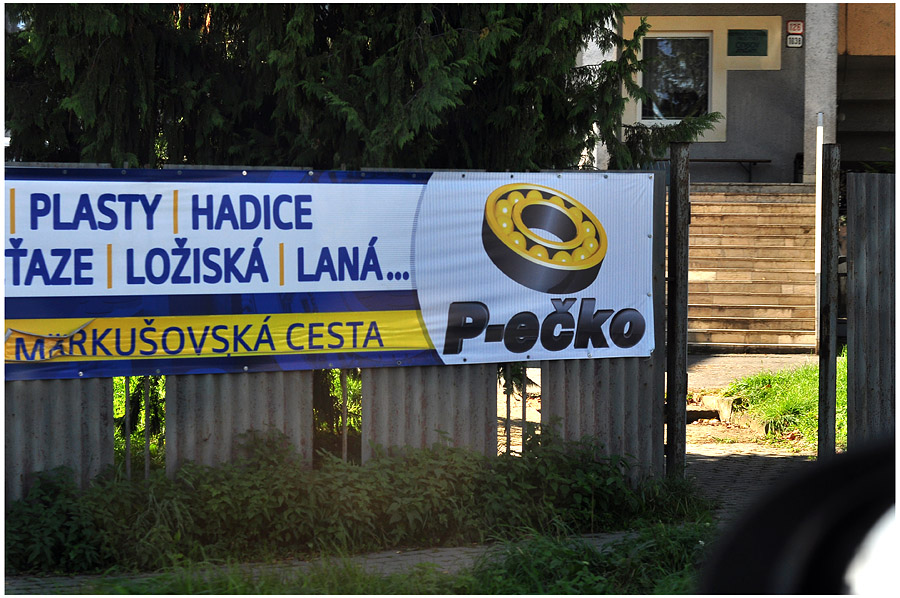 | PLASTY | HADICE
ŤAZE | LOŽISKÁ | LANÁ...
MARKUŠOVSKÁ CESTA
P-ečko